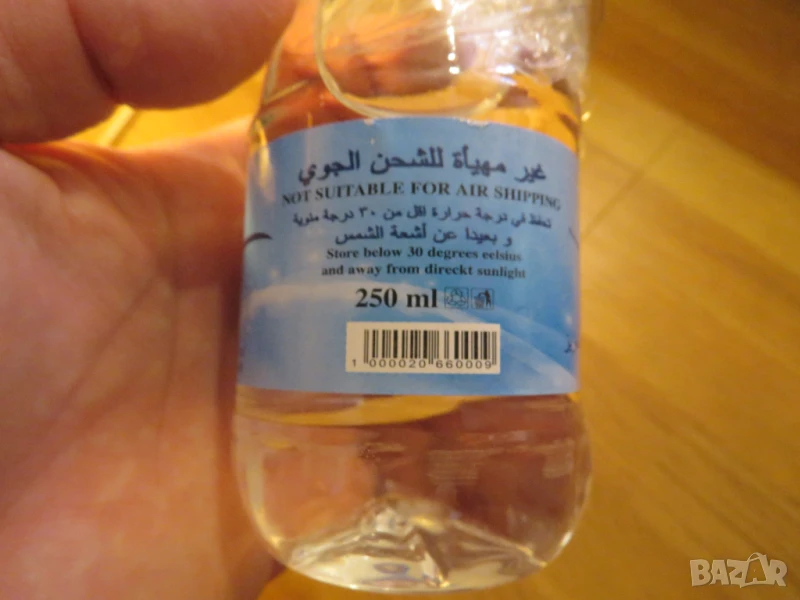 غير مهيأة للشحن الجوي
NOT SUITABLE FOR AIR SHIPPING
تحفظ في درجة حرارة اقل من ٣٠ درجة مئوية
و بعيدا عن أشعة الشمس
Store below 30 degrees eelsius
and away from direckt sunlight
250 ml
1 000020 660009
BAZAR